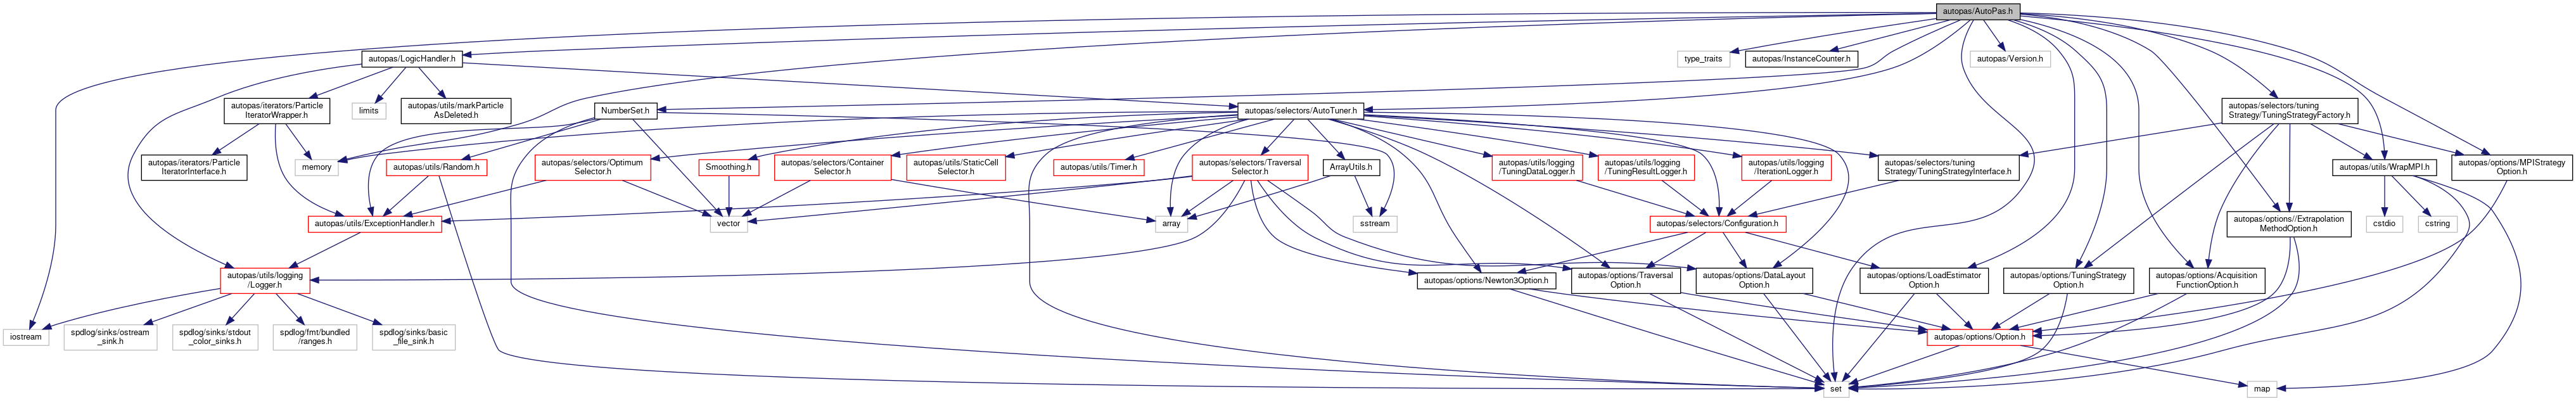 autopas/AutoPas.h
autopas/LogicHandler.h
type_traits
autopas/InstanceCounter.h
autopas/Version.h
autopas/iterators/Particle
IteratorWrapper.h
limits
autopas/utils/markParticle
AsDeleted.h
NumberSet.h
autopas/selectors/AutoTuner.h
autopas/selectors/tuning
Strategy/TuningStrategyFactory.h
autopas/iterators/Particle
IteratorInterface.h
memory
autopas/utils/Random.h
autopas/selectors/Optimum
Selector.h
Smoothing.h
autopas/selectors/Container
Selector.h
autopas/utils/StaticCell
Selector.h
autopas/utils/Timer.h
autopas/selectors/Traversal
Selector.h
ArrayUtils.h
autopas/utils/logging
/TuningDataLogger.h
autopas/utils/logging
/TuningResultLogger.h
autopas/utils/logging
/IterationLogger.h
autopas/selectors/tuning
Strategy/TuningStrategyInterface.h
autopas/utils/WrapMPI.h
autopas/options/MPIStrategy
Option.h
autopas/utils/ExceptionHandler.h
vector
array
sstream
autopas/selectors/Configuration.h
autopas/options//Extrapolation
MethodOption.h
cstdio
cstring
autopas/utils/logging
/Logger.h
autopas/options/Newton3Option.h
autopas/options/Traversal
Option.h
autopas/options/DataLayout
Option.h
autopas/options/LoadEstimator
Option.h
autopas/options/TuningStrategy
Option.h
autopas/options/Acquisition
FunctionOption.h
iostream
spdlog/sinks/ostream
_sink.h
spdlog/sinks/stdout
_color_sinks.h
spdlog/fmt/bundled
/ranges.h
spdlog/sinks/basic
_file_sink.h
autopas/options/Option.h
set
map